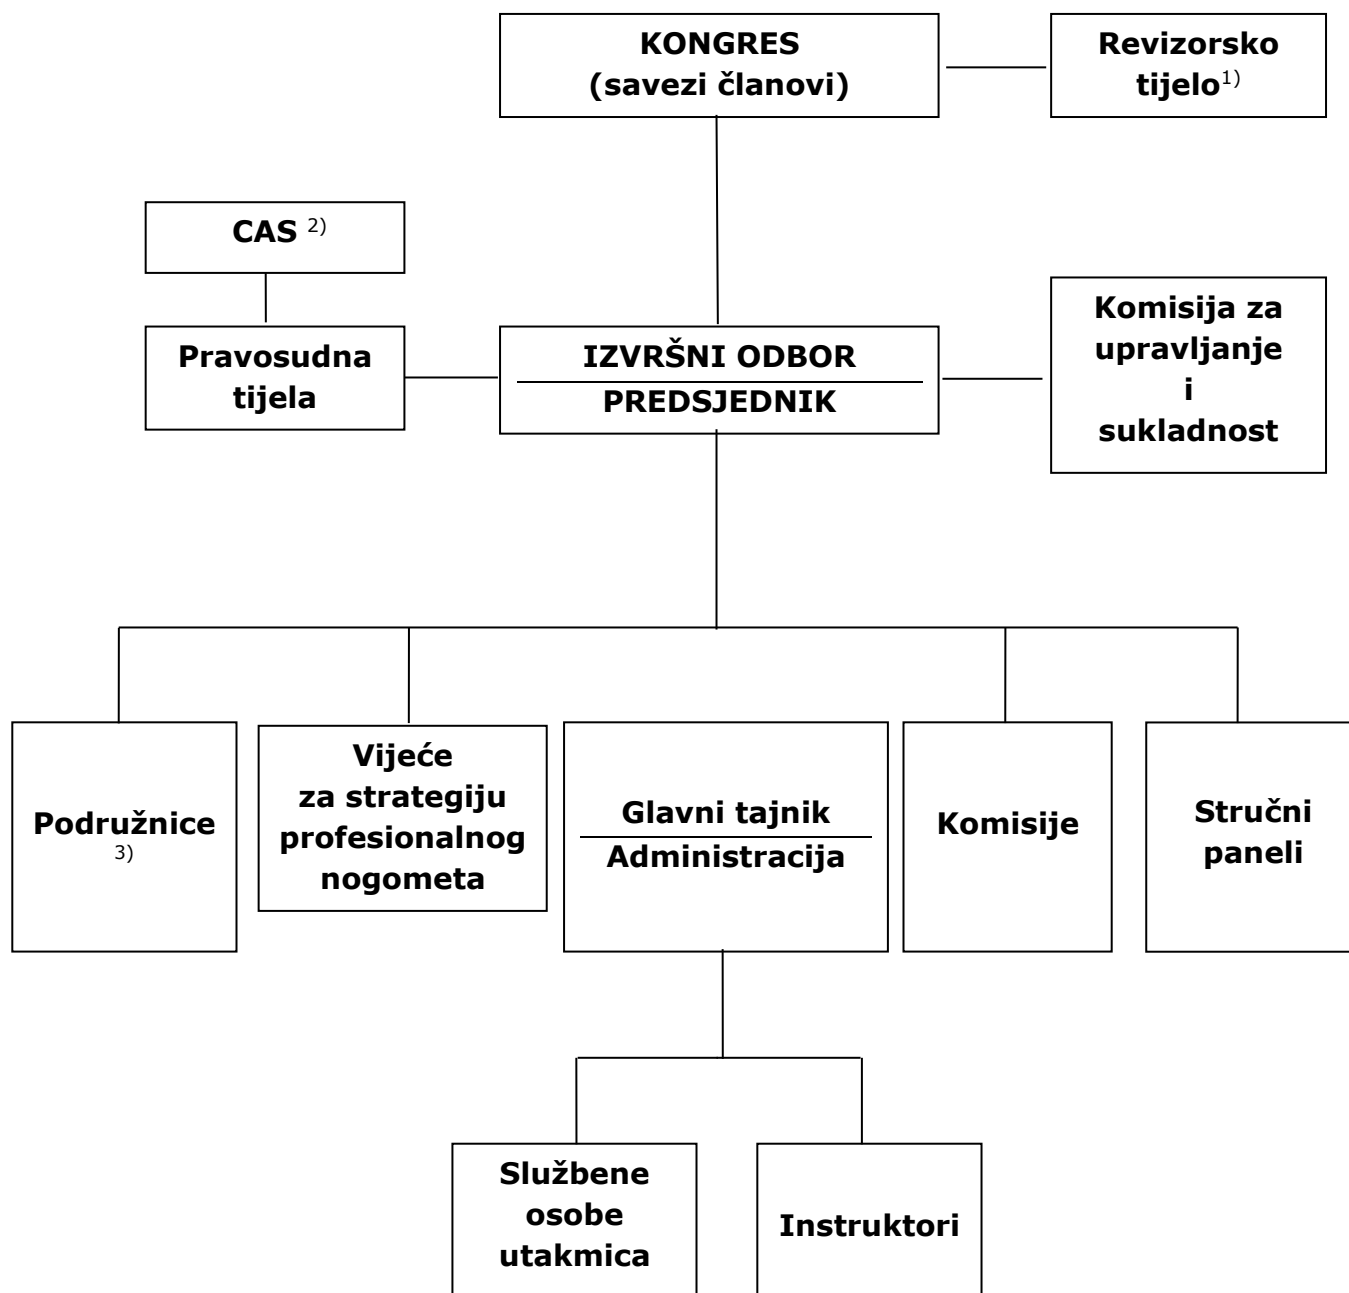 KONGRES
(savezi članovi)
Revizorsko
tijelo1)
CAS 2)
Pravosudna
tijela
IZVRŠNI ODBOR
PREDSJEDNIK
Komisija za
upravljanje
i
sukladnost
Podružnice
3)
Vijeće
za strategiju
profesionalnog
nogometa
Glavni tajnik
Administracija
Komisije
Stručni
paneli
Službene
osobe
utakmica
Instruktori